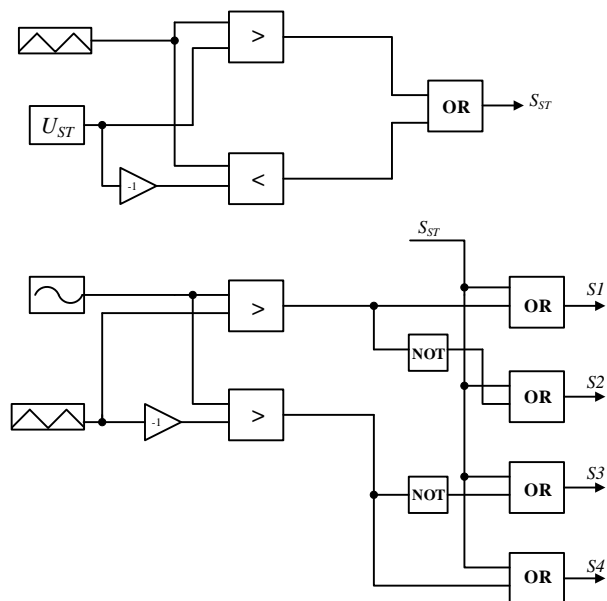 >
U_ST
-1
<
OR
S_ST
S_ST
>
OR
S1
NOT
OR
S2
-1
>
NOT
OR
S3
OR
S4